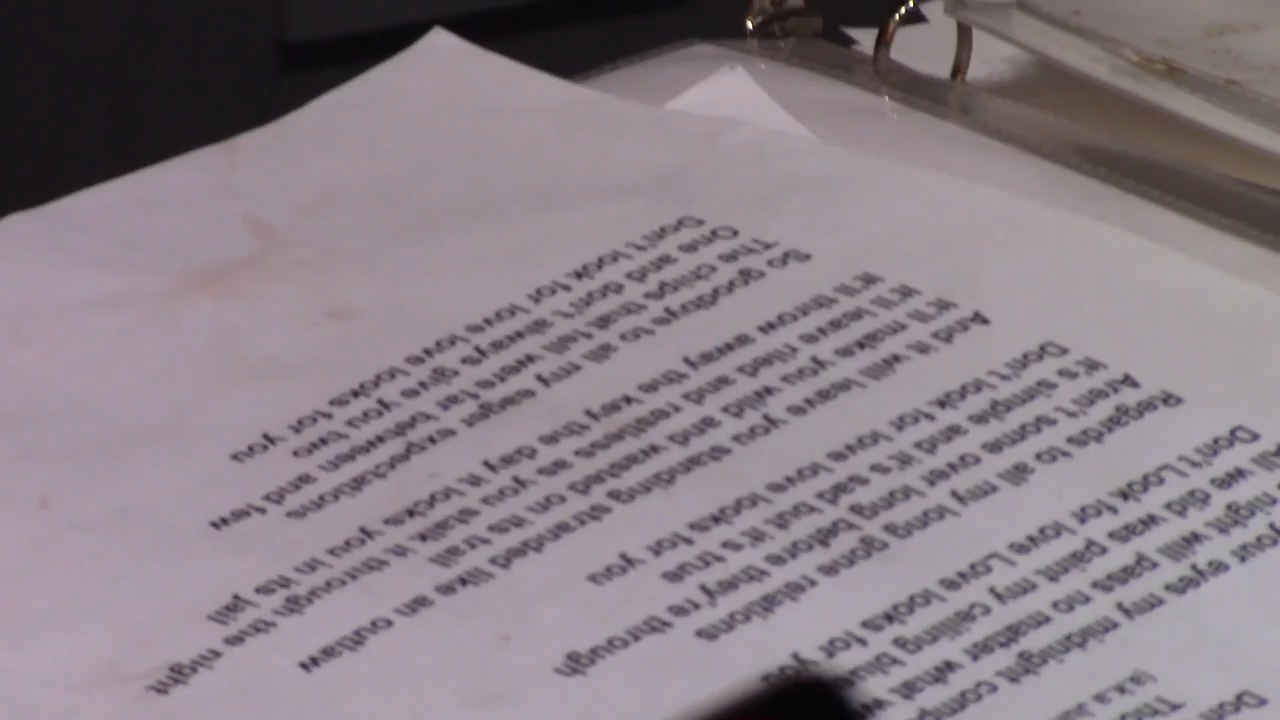 Don
(a.k.a
your eyes my midnight
night will pass no matter what
we did was paint my calling
Don't Look for love Love looks for you
Regards to all my long gone relations
Aren't some over long before they're through
It's simple and it's sad but it's true
Don't look for love love looks for you
And it will leave you standing stranded like an outlaw
It'll make you wild and wasted on its trail
It'll leave riled and restless as you stalk it through the night
It'll throw away the key the day it locks you in its jail
So goodbye to all my eager expectations
The chips that fell were far between and few
One and don't always give you two
Don't look for love love looks for you